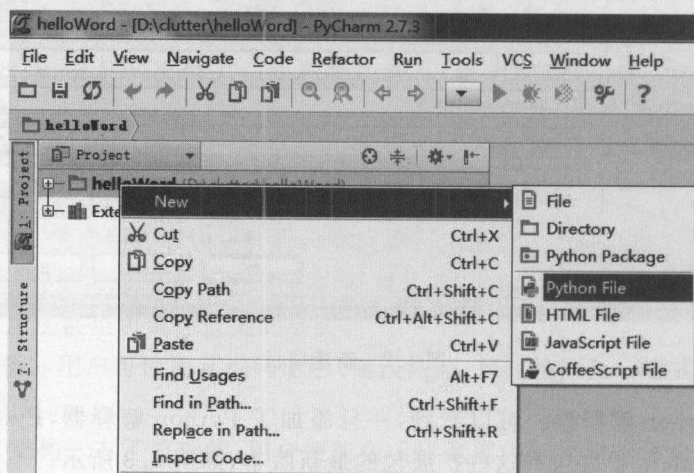 helloWord - [D:\clutter\helloWord] - PyCharm 2.7.3
File Edit View Navigate Code Refactor Run Tools VCS Window Help
helloWord
Project
1: Project
helloWord (D:\clutter\helloWord)
Exte
New
Cut Ctrl+X
Copy Ctrl+C
Copy Path Ctrl+Shift+C
Copy Reference Ctrl+Alt+Shift+C
Paste Ctrl+V
Find Usages Alt+F7
Find in Path... Ctrl+Shift+F
Replace in Path... Ctrl+Shift+R
Inspect Code...
File
Directory
Python Package
Python File
HTML File
JavaScript File
CoffeeScript File
7: Structure